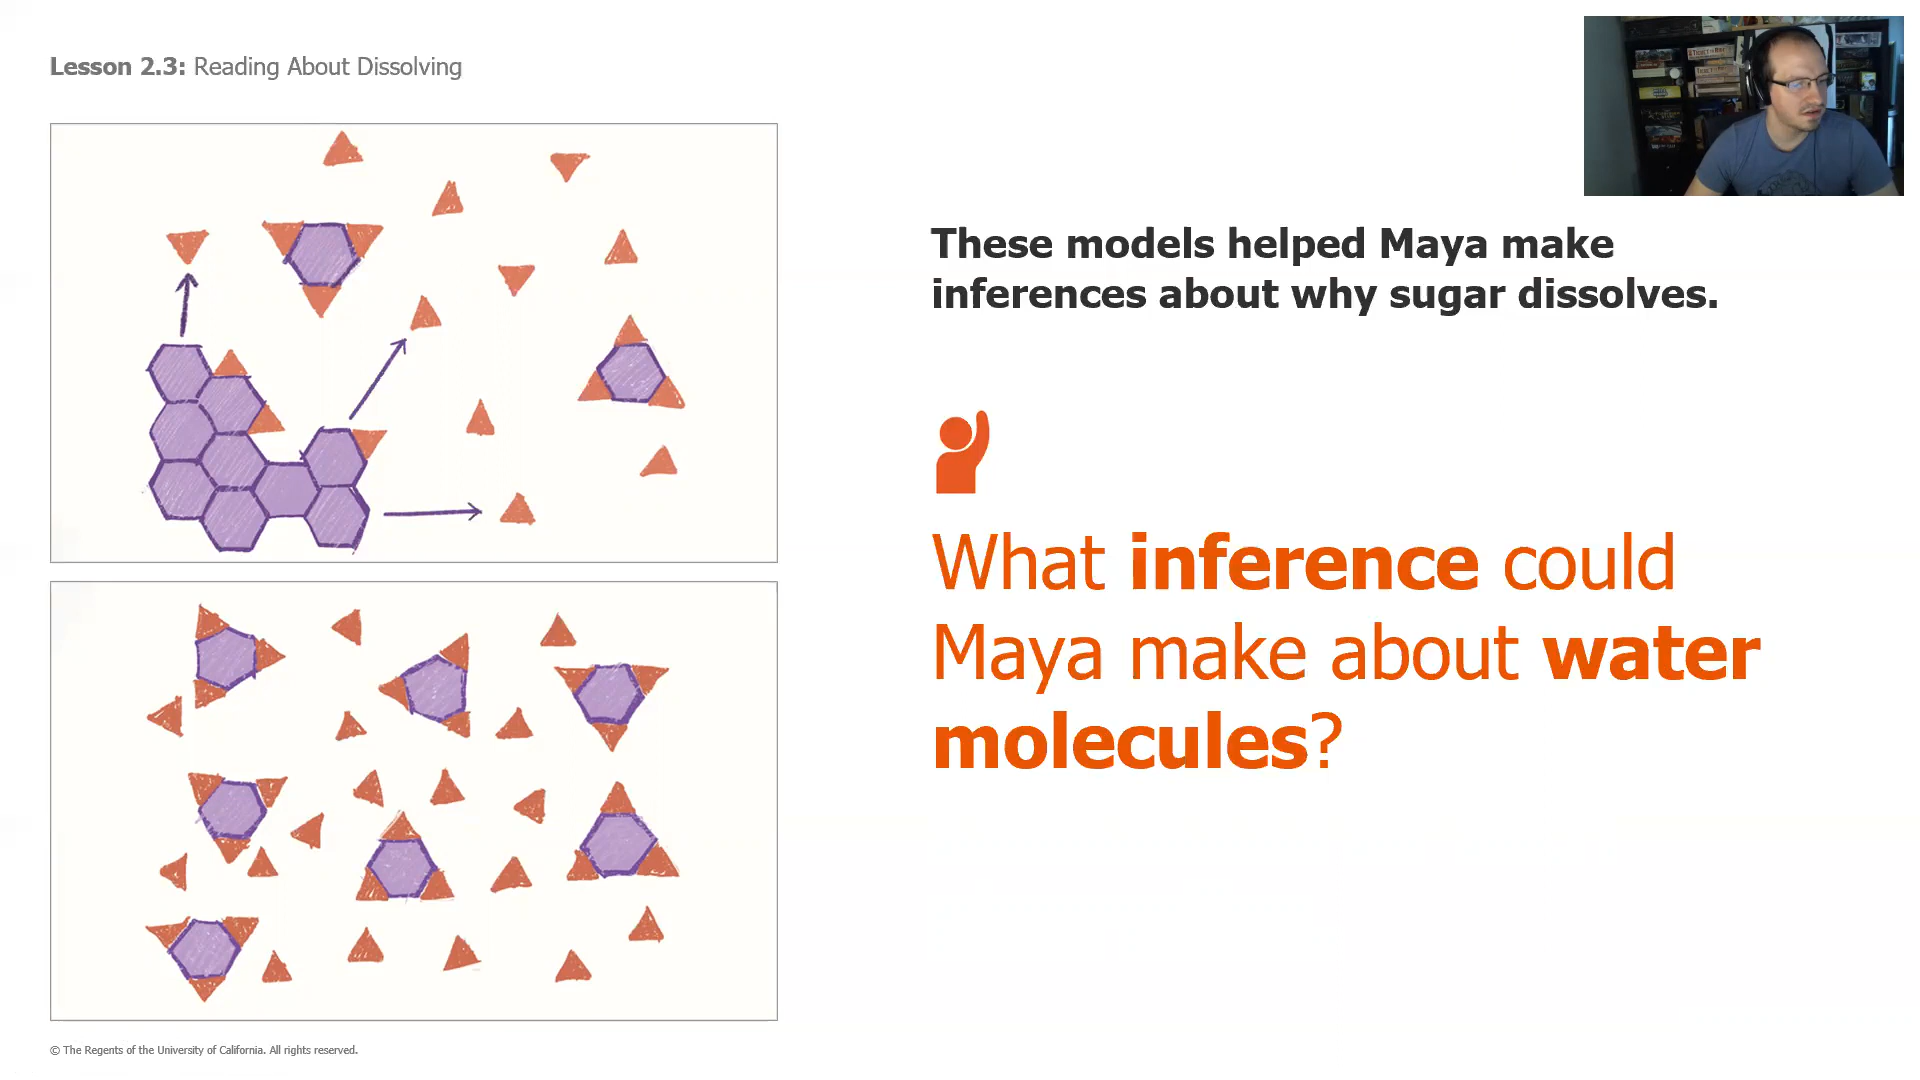 Lesson 2.3: Reading About Dissolving
These models helped Maya make
inferences about why sugar dissolves.
What inference could
Maya make about water
molecules?
© The Regents of the University of California. All rights reserved.